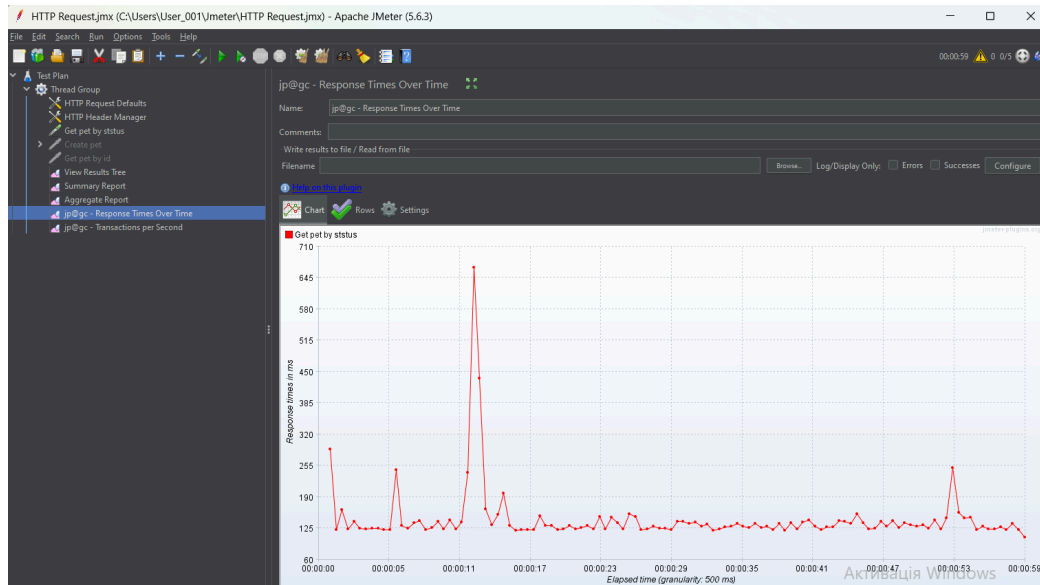 HTTP Request.jmx (C:\Users\User_001\Jmeter\HTTP Request.jmx) - Apache JMeter (5.6.3)
File Edit Search Run Options Tools Help
00:00:59 0 0/5
Test Plan
Thread Group
HTTP Request Defaults
HTTP Header Manager
Get pet by ststus
Create pet
Get pet by id
View Results Tree
Summary Report
Aggregate Report
jp@gc - Response Times Over Time
jp@gc - Transactions per Second
jp@gc - Response Times Over Time
Name: jp@gc - Response Times Over Time
Comments:
Write results to file / Read from file
Filename Browse... Log/Display Only: Errors Successes Configure
Help on this plugin
Chart Rows Settings
Get pet by ststus
jmeter-plugins.org
710
645
580
515
450
385
320
255
190
125
60
Response times in ms
00:00:00 00:00:05 00:00:11 00:00:17 00:00:23 00:00:29 00:00:35 00:00:41 00:00:47 00:00:53 00:00:59
Elapsed time (granularity: 500 ms)
Активація Windows